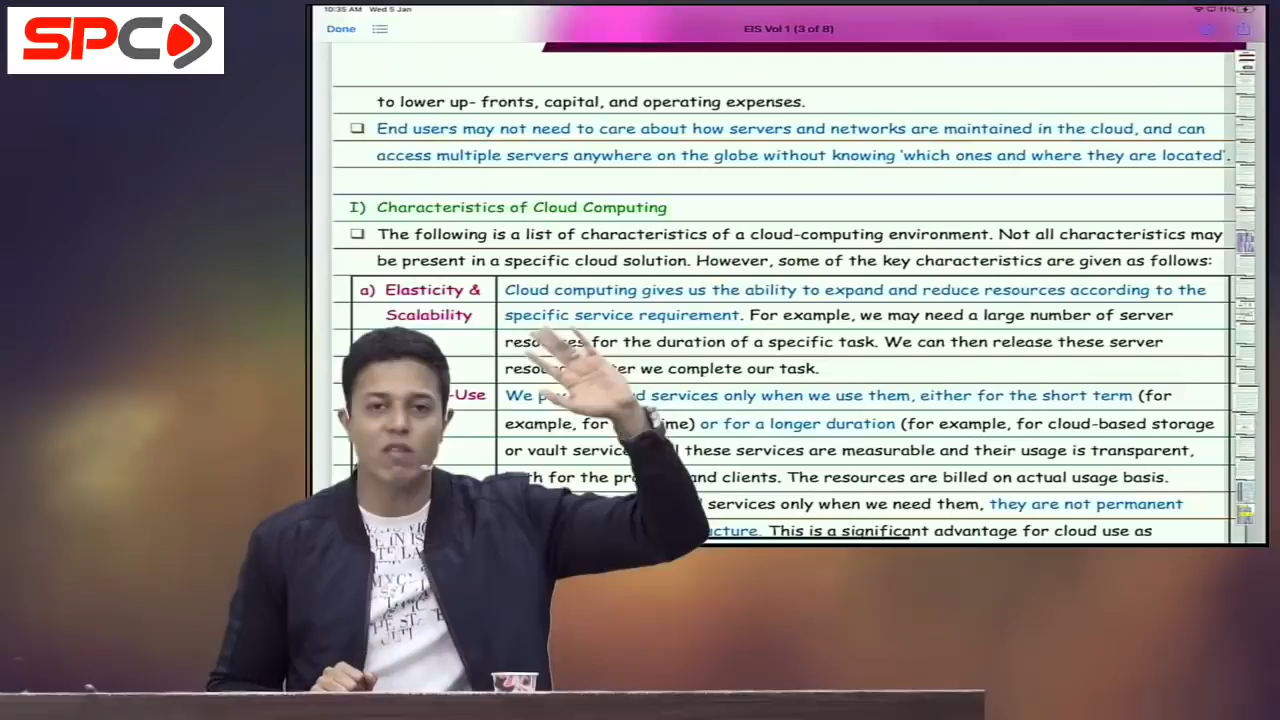 SPC
10:35 AM Wed 5 Jan
11%
Done
EIS Vol 1 (3 of 8)
to lower up- fronts, capital, and operating expenses.
❑ End users may not need to care about how servers and networks are maintained in the cloud, and can
access multiple servers anywhere on the globe without knowing 'which ones and where they are located'.
I) Characteristics of Cloud Computing
❑ The following is a list of characteristics of a cloud-computing environment. Not all characteristics may
be present in a specific cloud solution. However, some of the key characteristics are given as follows:
a) Elasticity &
Scalability
Cloud computing gives us the ability to expand and reduce resources according to the
specific service requirement. For example, we may need a large number of server
for the duration of a specific task. We can then release these server
we complete our task.
-Use
We services only when we use them, either for the short term (for
example, for or for a longer duration (for example, for cloud-based storage
or vault these services are measurable and their usage is transparent,
and clients. The resources are billed on actual usage basis.
services only when we need them, they are not permanent
This is a significant advantage for cloud use as